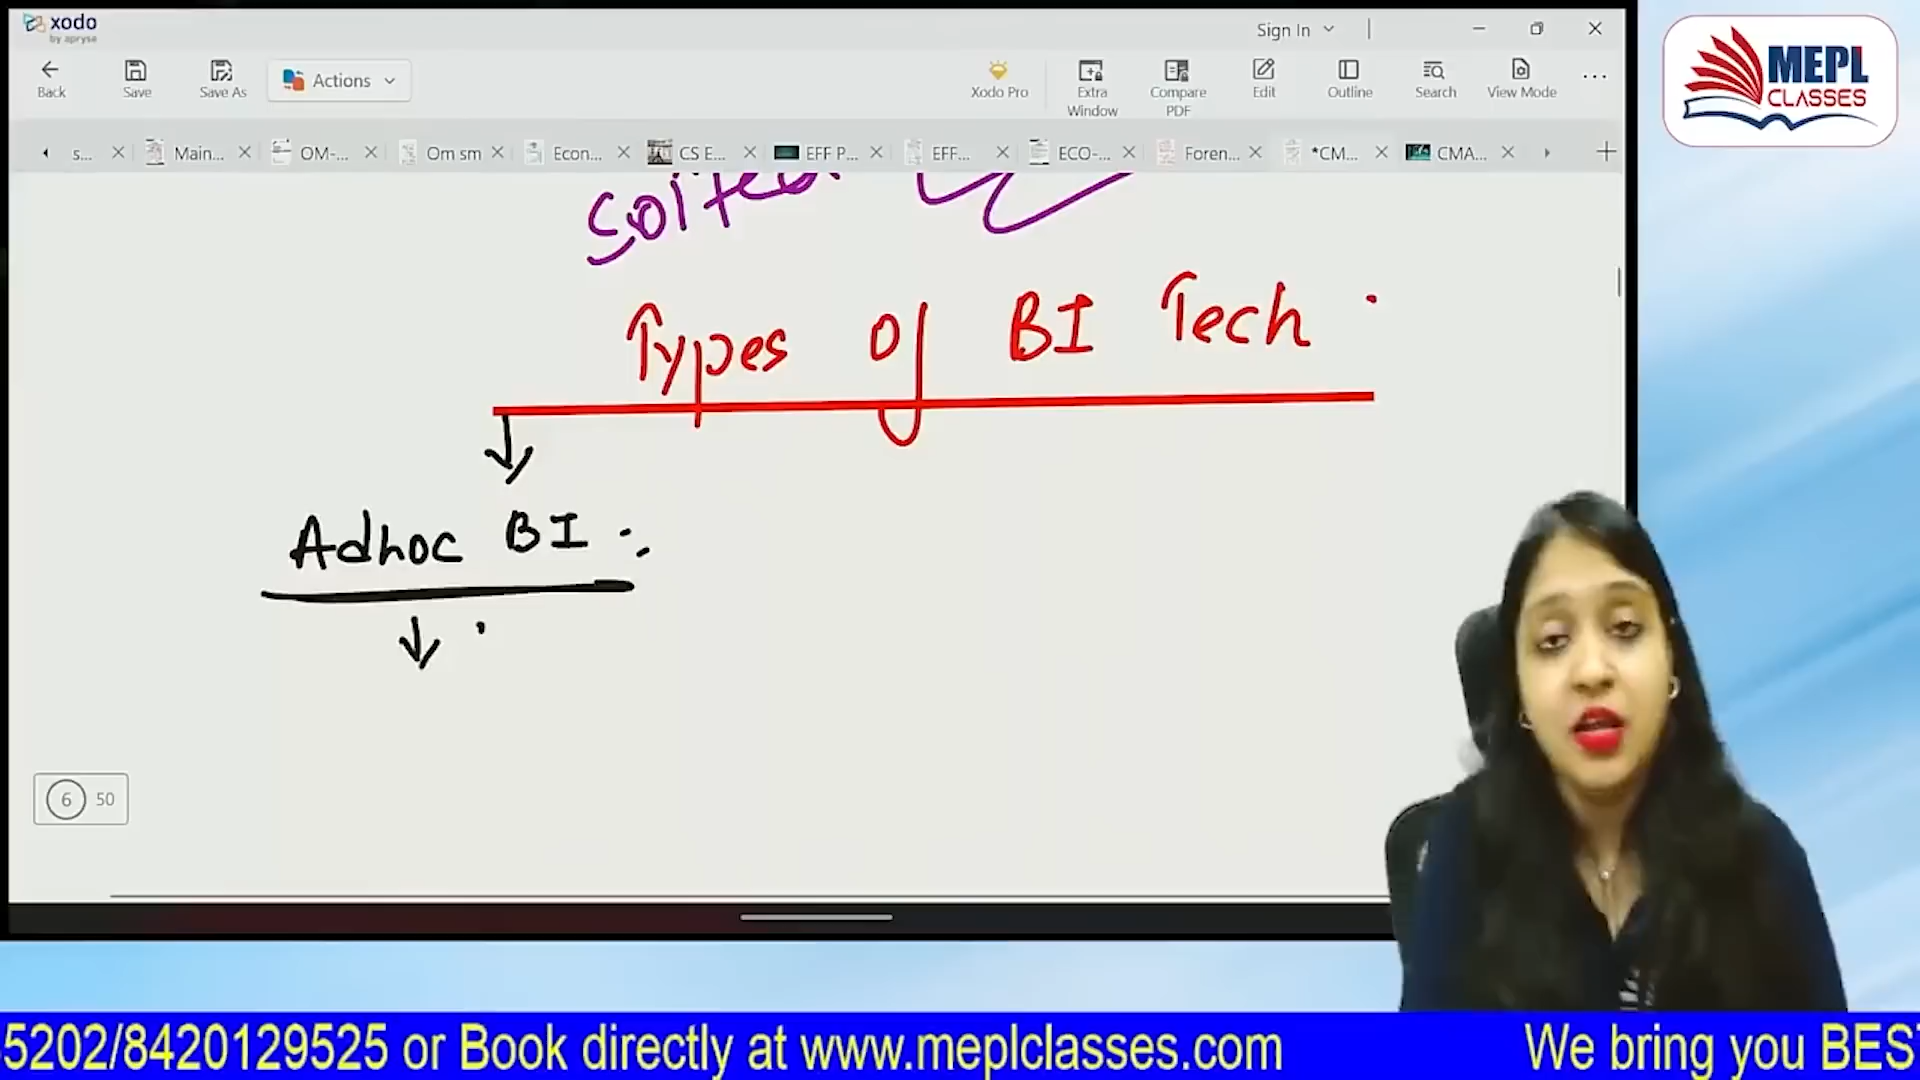 xodo
by apryse
Sign In
Back
Save
Save As
Actions
Xodo Pro
Extra Window
Compare PDF
Edit
Outline
Search
View Mode
s... Main... OM-... Om sm Econ... CS E... EFF P... EFF... ECO-... Foren... *CM... CMA...
MEPL
CLASSES
Types Of BI Tech
Adhoc BI
6 50
5202/8420129525 or Book directly at www.meplclasses.com We bring you BES